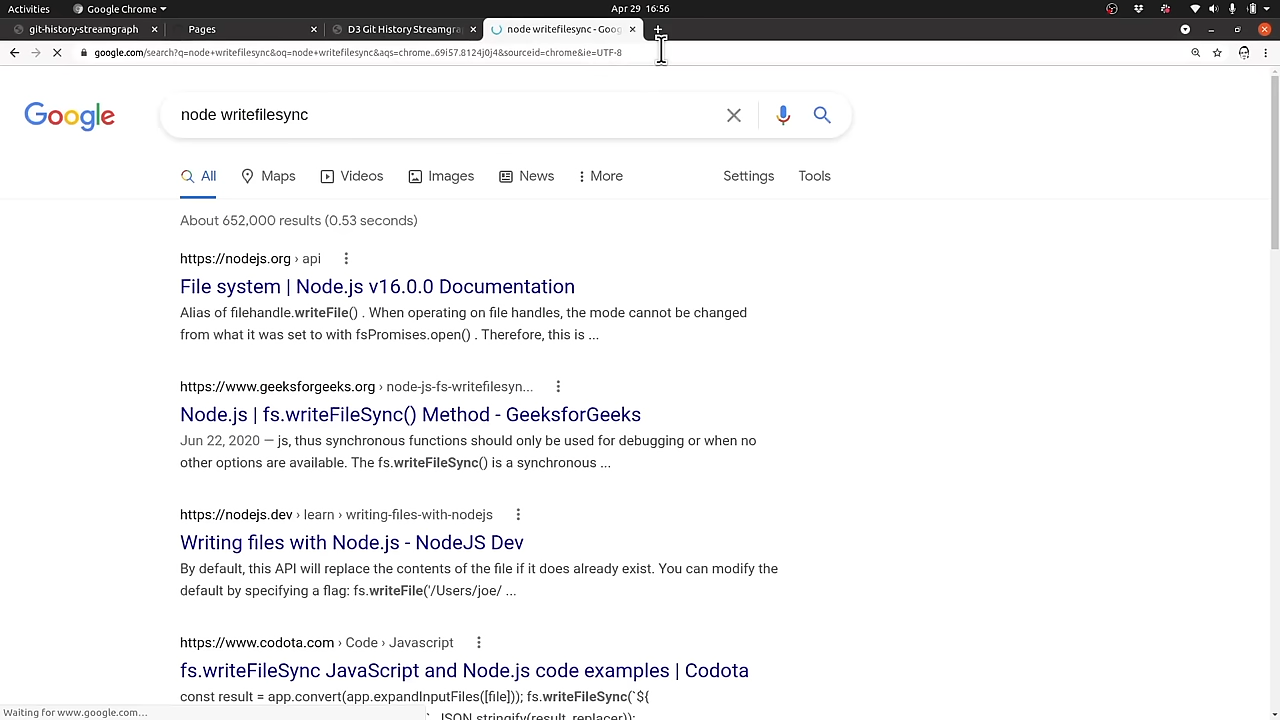 Activities
Google Chrome
Apr 29 16:56
git-history-streamgraph
Pages
D3 Git History Streamgra
node writefilesync - Goog
google.com/search?q=node+writefilesync&oq=node+writefilesync&aqs=chrome..69i57.8124j0j4&sourceid=chrome&ie=UTF-8
Google
node writefilesync
All
Maps
Videos
Images
News
More
Settings
Tools
About 652,000 results (0.53 seconds)
https://nodejs.org › api
File system | Node.js v16.0.0 Documentation
Alias of filehandle.writeFile() . When operating on file handles, the mode cannot be changed
from what it was set to with fsPromises.open() . Therefore, this is ...
https://www.geeksforgeeks.org › node-js-fs-writefilesyn...
Node.js | fs.writeFileSync() Method - GeeksforGeeks
Jun 22, 2020 — js, thus synchronous functions should only be used for debugging or when no
other options are available. The fs.writeFileSync() is a synchronous ...
https://nodejs.dev › learn › writing-files-with-nodejs
Writing files with Node.js - NodeJS Dev
By default, this API will replace the contents of the file if it does already exist. You can modify the
default by specifying a flag: fs.writeFile('/Users/joe/ ...
https://www.codota.com › Code › Javascript
fs.writeFileSync JavaScript and Node.js code examples | Codota
const result = app.convert(app.expandInputFiles([file])); fs.writeFileSync(`${
`, JSON.stringify(result, replacer));
Waiting for www.google.com...